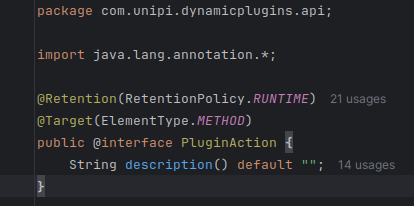 package com.unipi.dynamicplugins.api;
import java.lang.annotation.*;
@Retention(RetentionPolicy.RUNTIME) 21 usages
@Target(ElementType.METHOD)
public @interface PluginAction {
    String description() default ""; 14 usages
}